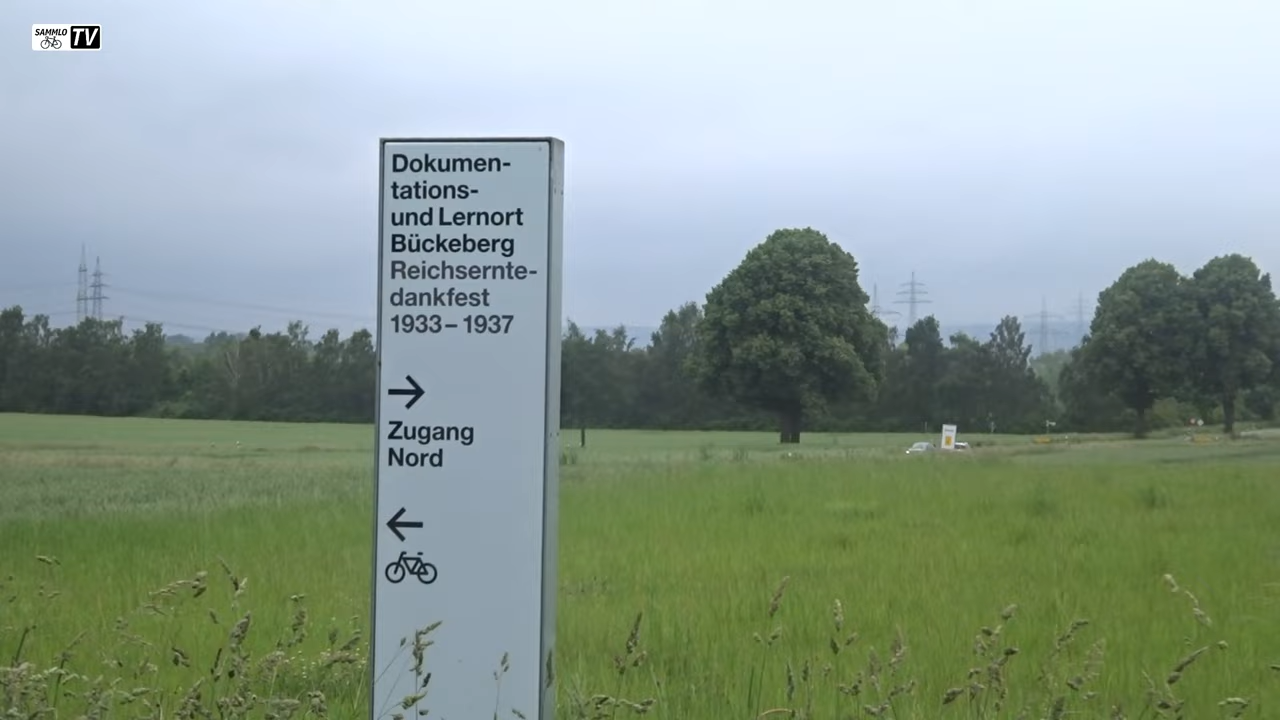 SAMMLO
TV
Dokumen-
tations-
und Lernort
Bückeberg
Reichsernte-
dankfest
1933 – 1937
→
Zugang
Nord
←